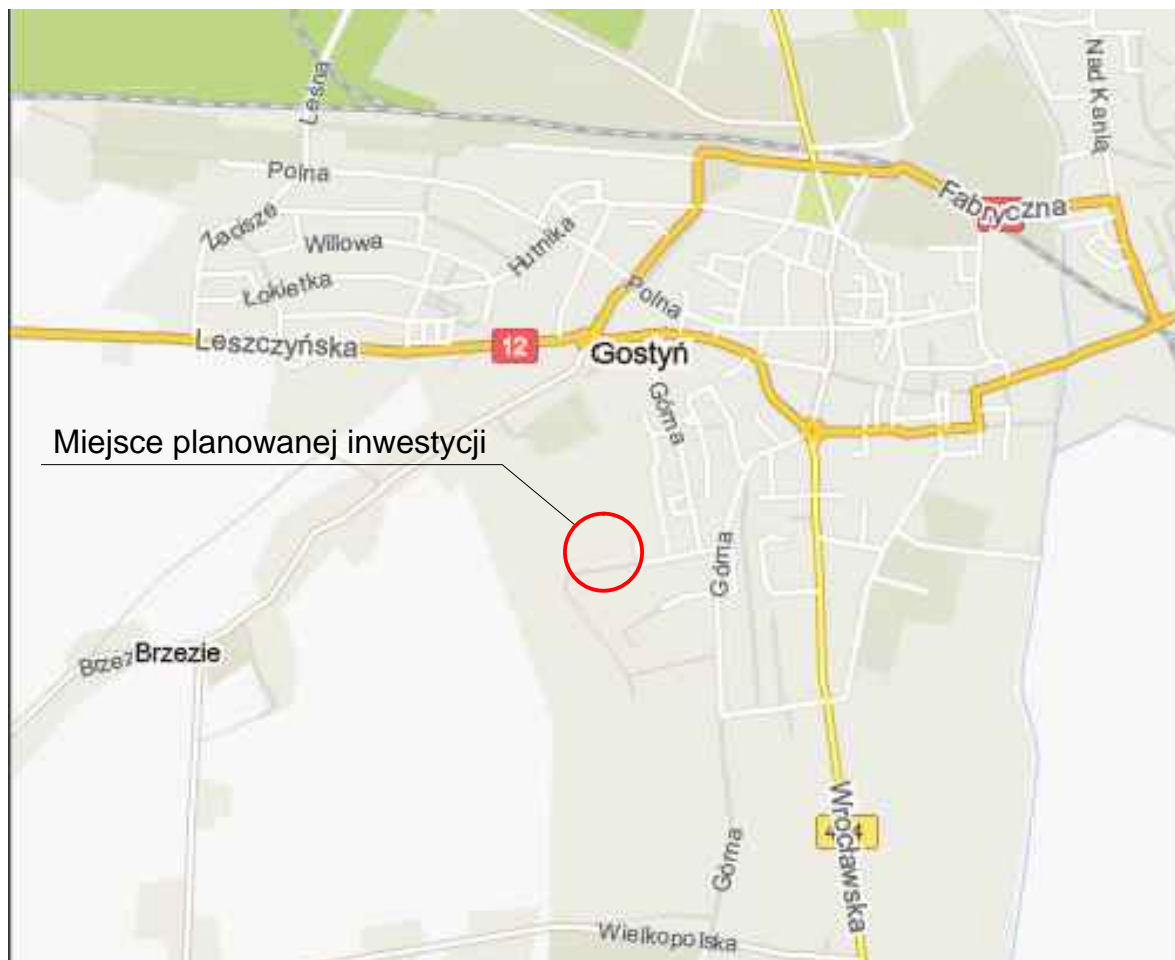 Leśna
Nad Kanią
Polna
Fabryczna
Zacisze
Willowa
Hutnika
Łokietka
Polna
Leszczyńska
12
Gostyń
Górna
Miejsce planowanej inwestycji
Górna
Brzezie
Wrocławska
Górna
Wielkopolska